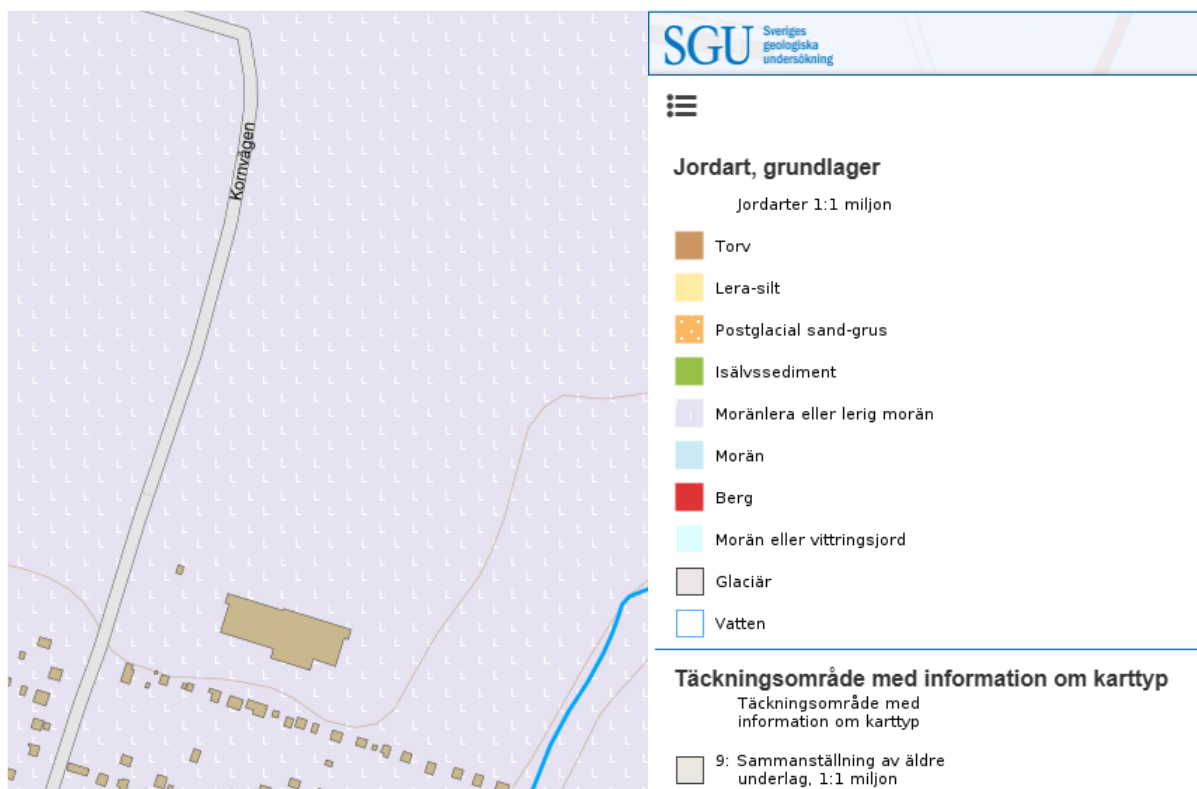 Kornvägen
SGU
Sveriges
geologiska
undersökning
Jordart, grundlager
Jordarter 1:1 miljon
Torv
Lera-silt
Postglacial sand-grus
Isälvssediment
Moränlera eller lerig morän
Morän
Berg
Morän eller vittringsjord
Glaciär
Vatten
Täckningsområde med information om karttyp
Täckningsområde med
information om karttyp
9: Sammanställning av äldre
underlag, 1:1 miljon